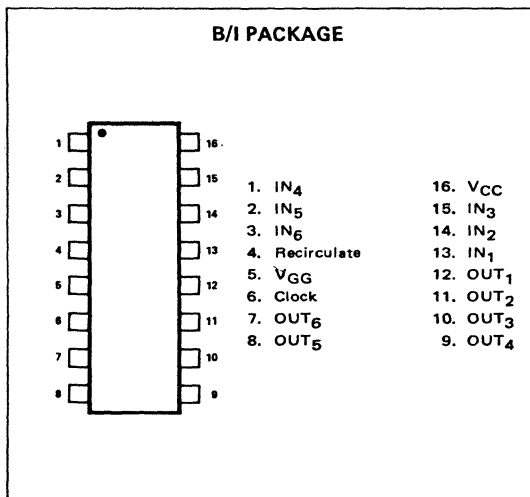 B/I PACKAGE
1 16
2 15
3 14
4 13
5 12
6 11
7 10
8 9
1. IN4
2. IN5
3. IN6
4. Recirculate
5. VGG
6. Clock
7. OUT6
8. OUT5
16. VCC
15. IN3
14. IN2
13. IN1
12. OUT1
11. OUT2
10. OUT3
9. OUT4